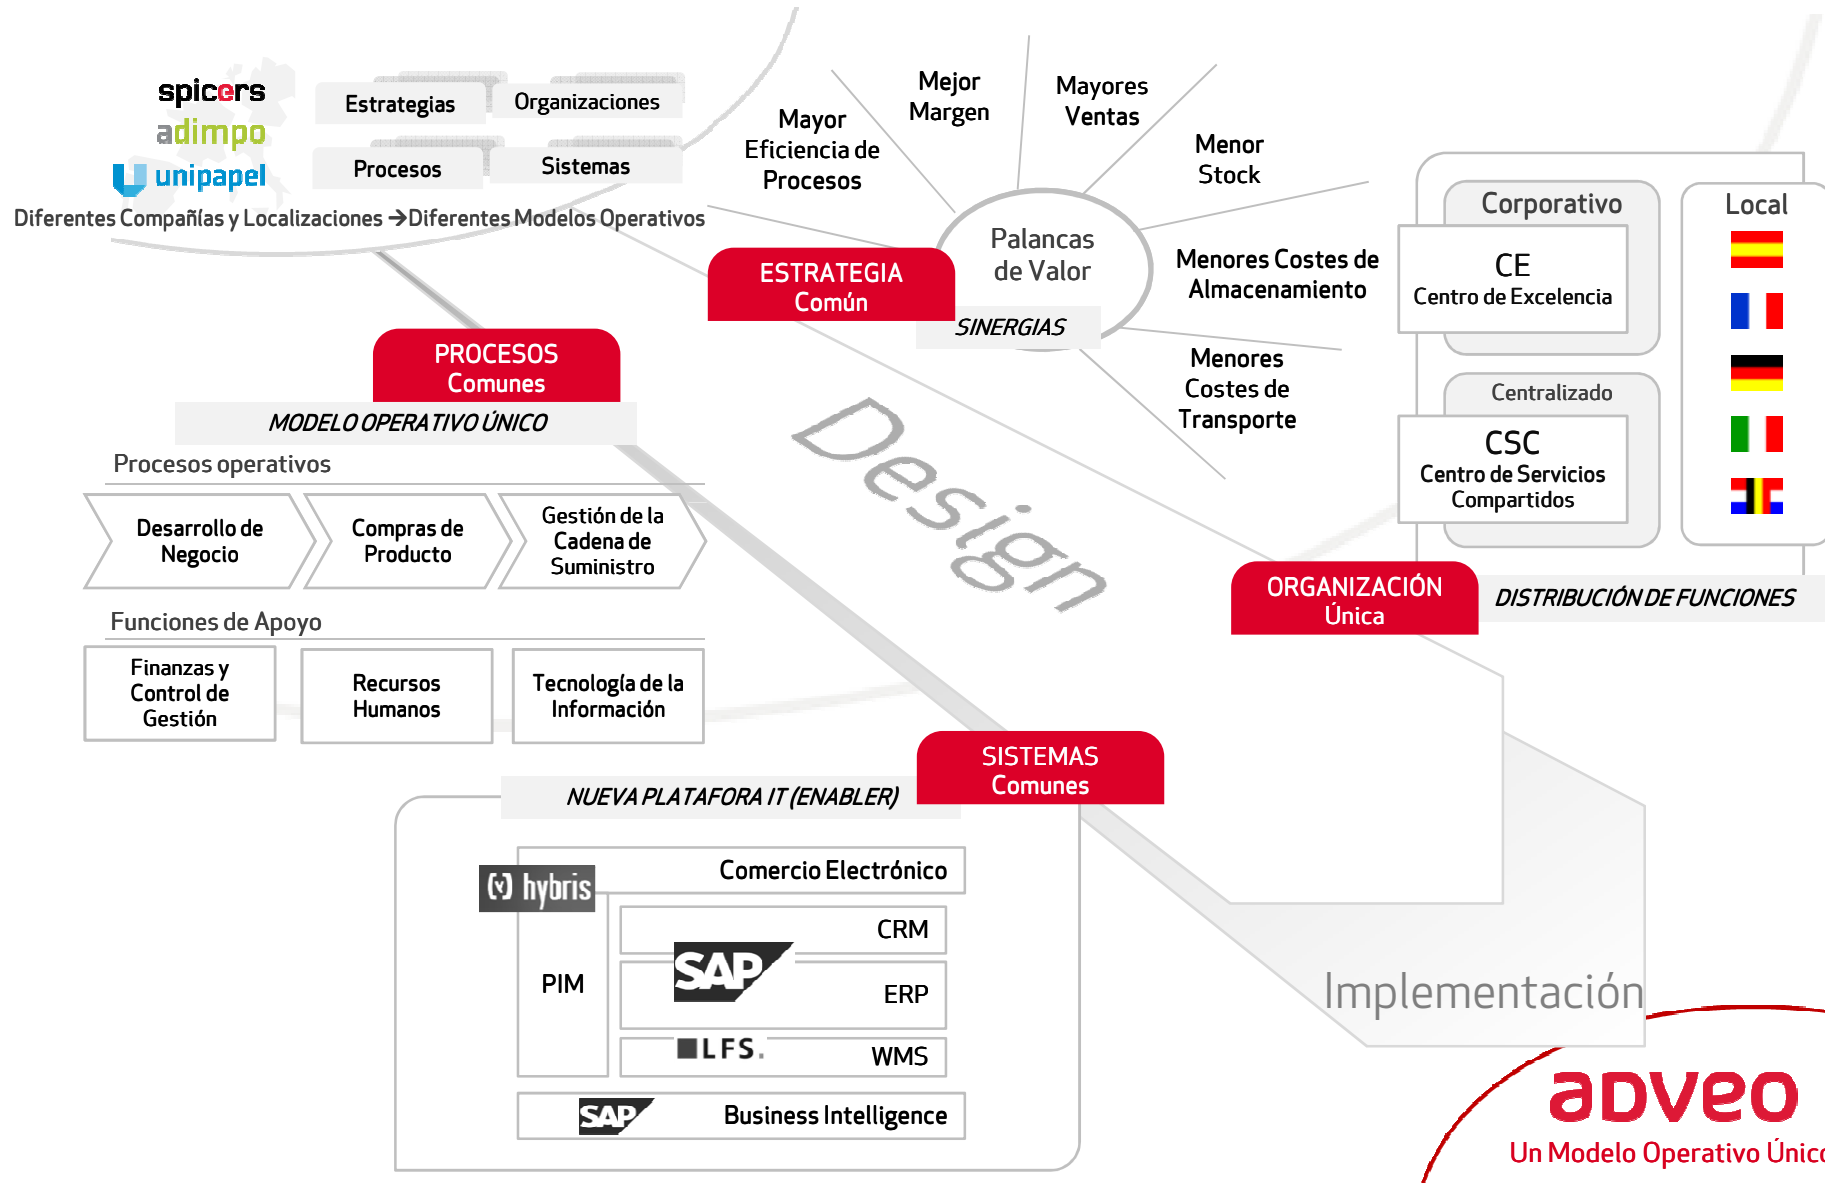 spicers
adimpo
unipapel
Estrategias
Organizaciones
Procesos
Sistemas
Diferentes Compañías y Localizaciones →Diferentes Modelos Operativos
Mayor
Eficiencia de
Procesos
Mejor
Margen
Mayores
Ventas
Menor
Stock
Menores Costes de
Almacenamiento
Menores
Costes de
Transporte
Palancas
de Valor
ESTRATEGIA
Común
SINERGIAS
Corporativo
CE
Centro de Excelencia
Centralizado
CSC
Centro de Servicios
Compartidos
Local
ORGANIZACIÓN
Única
DISTRIBUCIÓN DE FUNCIONES
PROCESOS
Comunes
MODELO OPERATIVO ÚNICO
Procesos operativos
Desarrollo de
Negocio
Compras de
Producto
Gestión de la
Cadena de
Suministro
Funciones de Apoyo
Finanzas y
Control de
Gestión
Recursos
Humanos
Tecnología de la
Información
Design
SISTEMAS
Comunes
NUEVA PLATAFORA IT (ENABLER)
hybris
Comercio Electrónico
PIM
CRM
SAP
ERP
LFS.
WMS
SAP
Business Intelligence
Implementación
adveo
Un Modelo Operativo Único